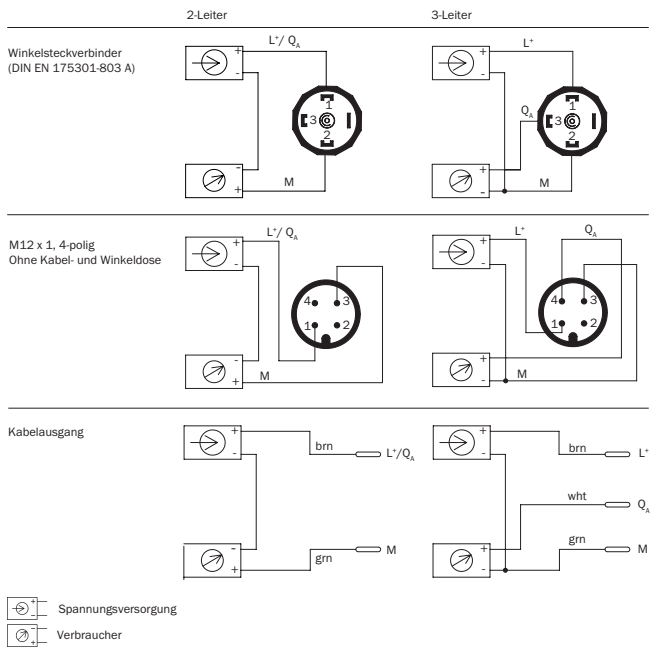 2-Leiter 3-Leiter
Winkelsteckverbinder
(DIN EN 175301-803 A)
+ L⁺/ Q_A
-
1
3
2
-
+ M
+ L⁺
-
Q_A
1
3
2
+
- M
M12 x 1, 4-polig
Ohne Kabel- und Winkeldose
+ L⁺/ Q_A
-
4 3
1 2
-
+ M
+ L⁺ Q_A
-
4 3
1 2
+
- M
Kabelausgang
+ brn L⁺/Q_A
-
-
+ grn M
+ brn L⁺
-
wht Q_A
+
- grn M
+
- Spannungsversorgung
-
+ Verbraucher